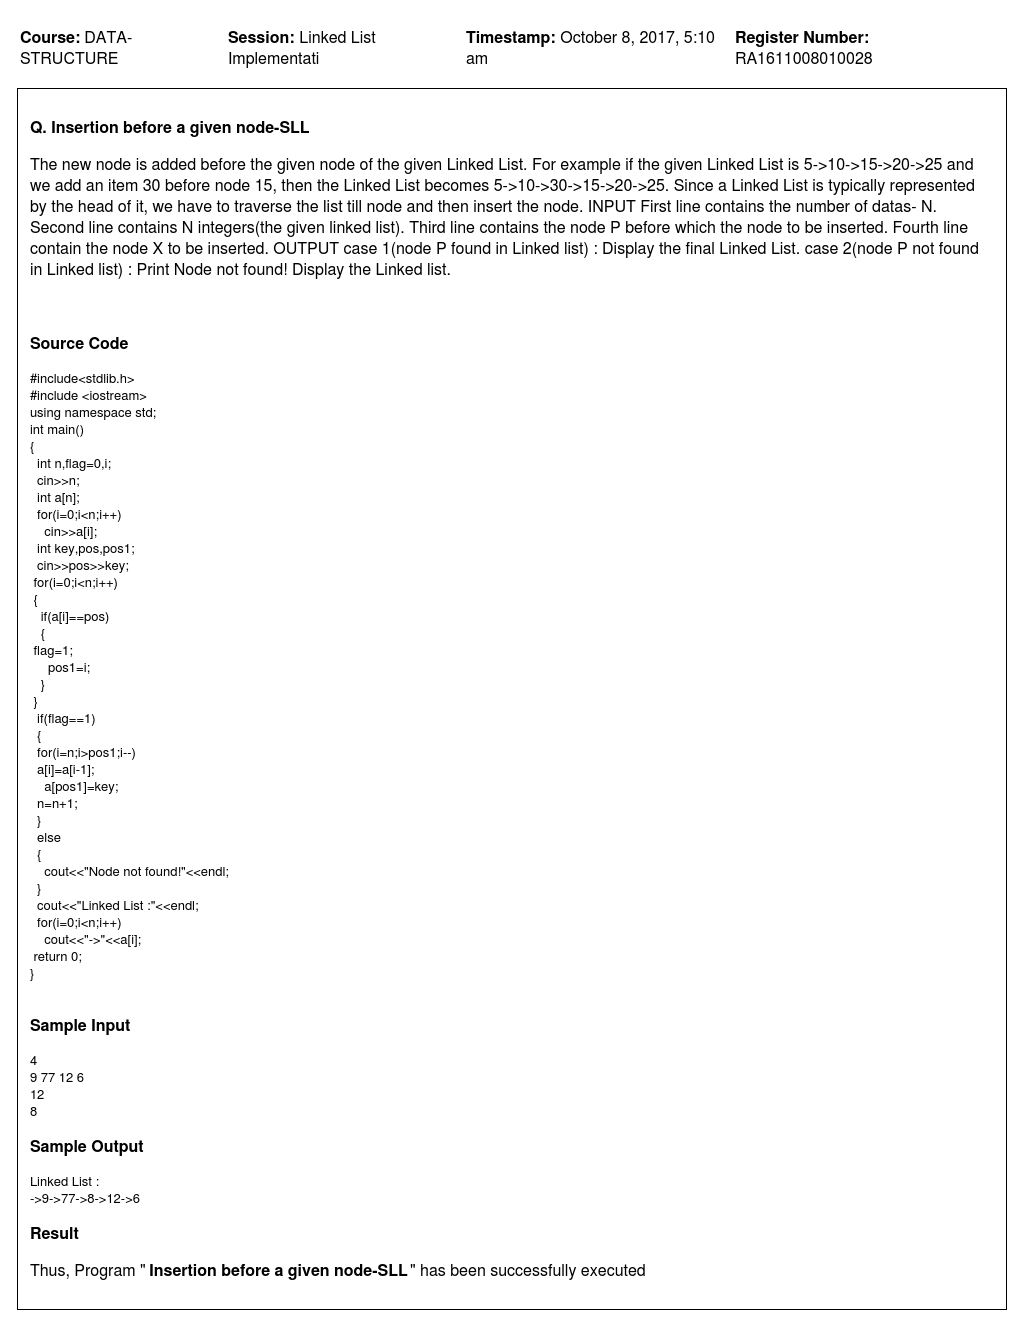 Course: DATA-STRUCTURE
Session: Linked List Implementati
Timestamp: October 8, 2017, 5:10 am
Register Number: RA1611008010028
Q. Insertion before a given node-SLL
The new node is added before the given node of the given Linked List. For example if the given Linked List is 5->10->15->20->25 and
we add an item 30 before node 15, then the Linked List becomes 5->10->30->15->20->25. Since a Linked List is typically represented
by the head of it, we have to traverse the list till node and then insert the node. INPUT First line contains the number of datas- N.
Second line contains N integers(the given linked list). Third line contains the node P before which the node to be inserted. Fourth line
contain the node X to be inserted. OUTPUT case 1(node P found in Linked list) : Display the final Linked List. case 2(node P not found
in Linked list) : Print Node not found! Display the Linked list.
Source Code
#include<stdlib.h>
#include <iostream>
using namespace std;
int main()
{
int n,flag=0,i;
cin>>n;
int a[n];
for(i=0;i<n;i++)
cin>>a[i];
int key,pos,pos1;
cin>>pos>>key;
for(i=0;i<n;i++)
{
if(a[i]==pos)
{
flag=1;
pos1=i;
}
}
if(flag==1)
{
for(i=n;i>pos1;i--)
a[i]=a[i-1];
a[pos1]=key;
n=n+1;
}
else
{
cout<<"Node not found!"<<endl;
}
cout<<"Linked List :"<<endl;
for(i=0;i<n;i++)
cout<<"->"<<a[i];
return 0;
}
Sample Input
4
9 77 12 6
12
8
Sample Output
Linked List :
->9->77->8->12->6
Result
Thus, Program " Insertion before a given node-SLL " has been successfully executed